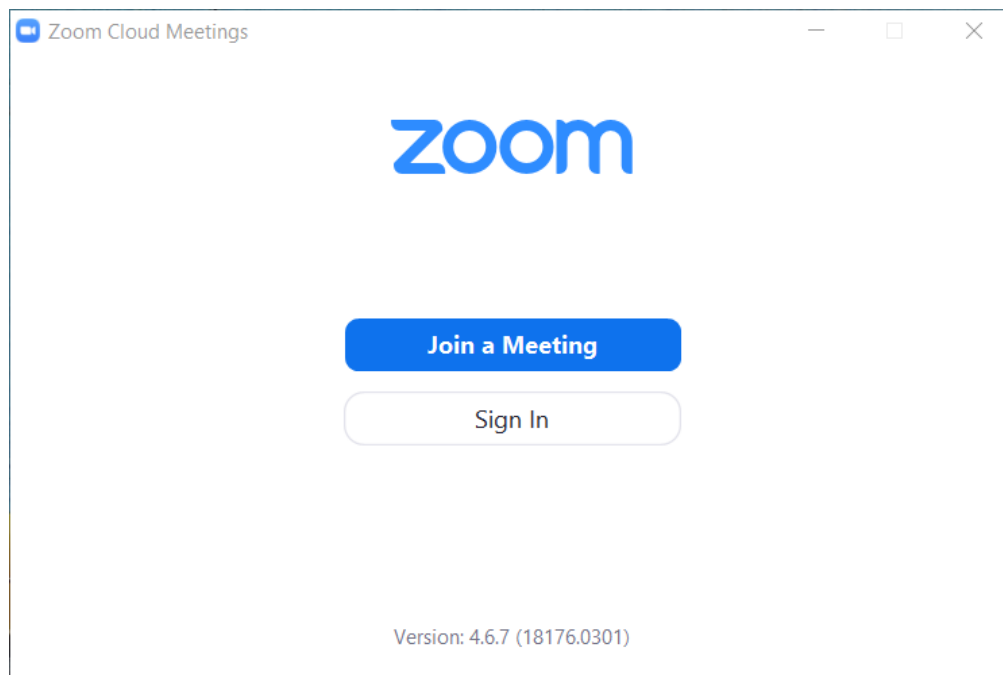 Zoom Cloud Meetings
zoom
Join a Meeting
Sign In
Version: 4.6.7 (18176.0301)